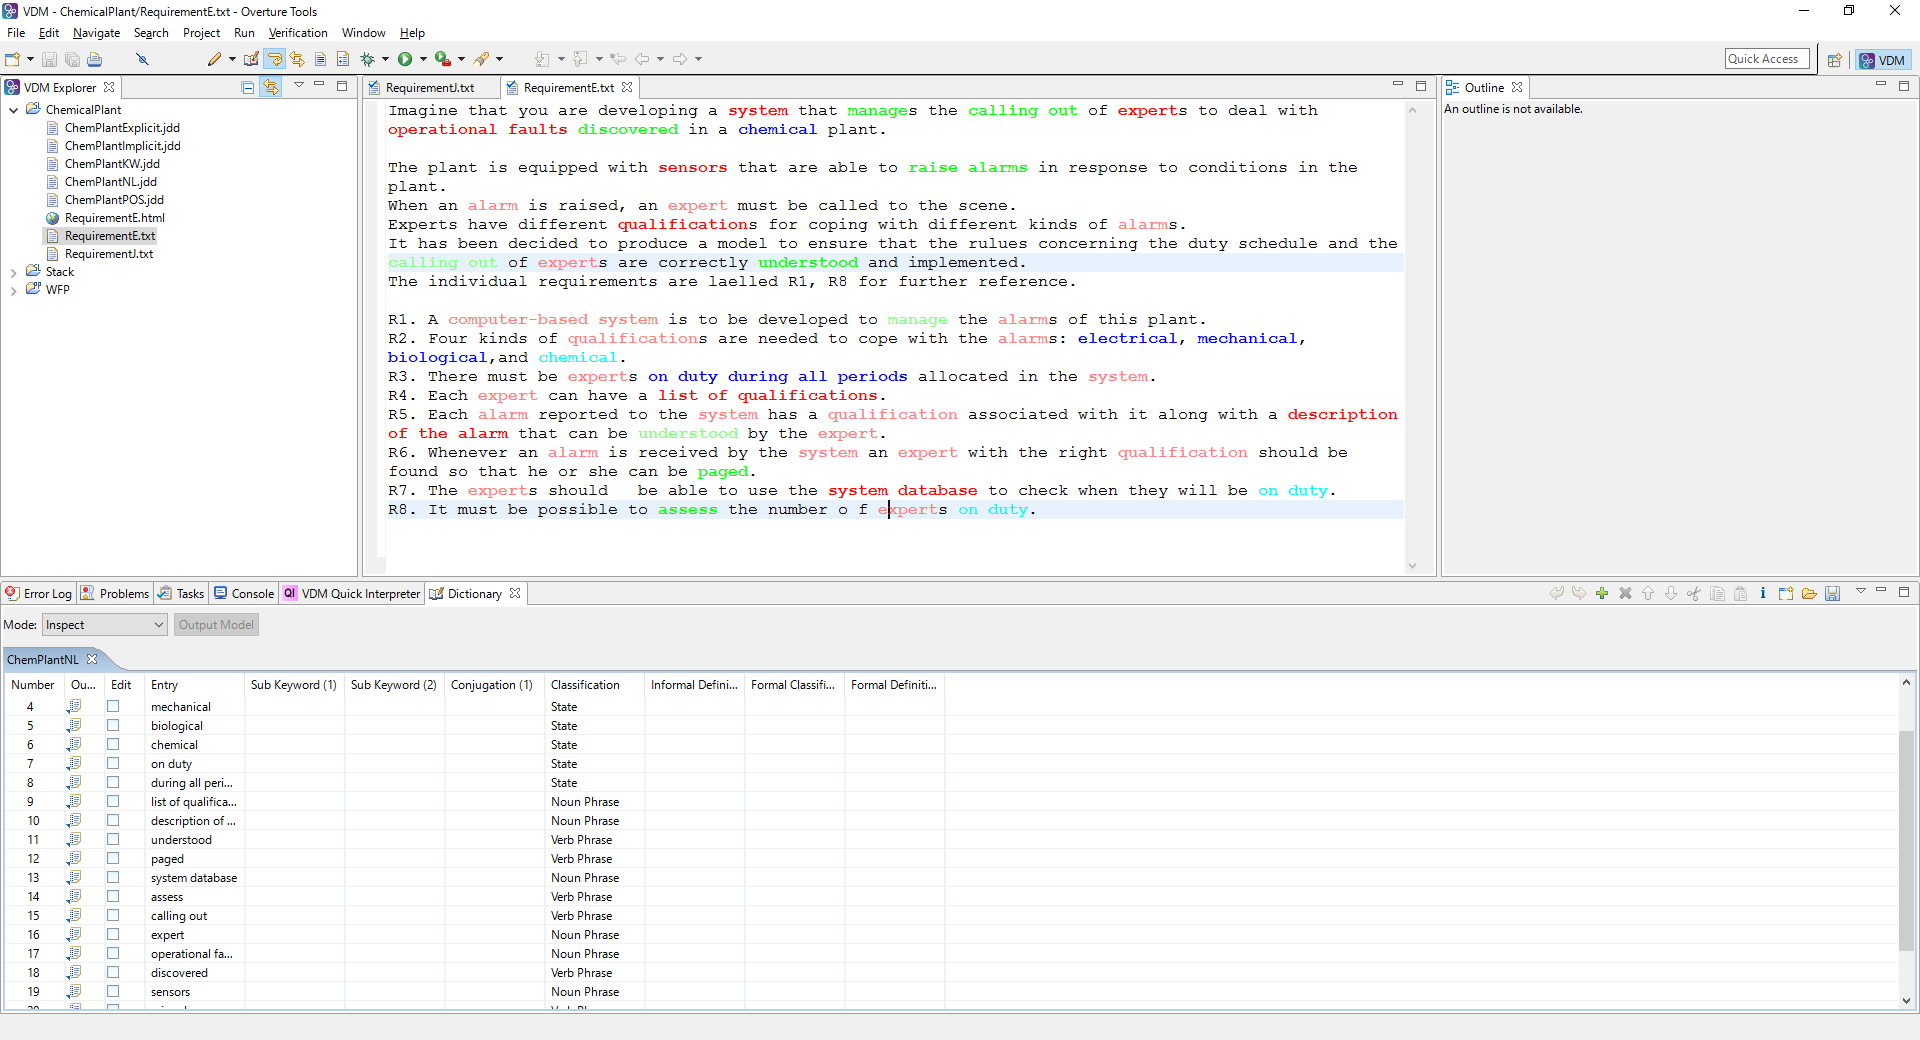 VDM - ChemicalPlant/RequirementE.txt - Overture Tools
File Edit Navigate Search Project Run Verification Window Help
Quick Access
VDM
VDM Explorer
ChemicalPlant
ChemPlantExplicit.jdd
ChemPlantImplicit.jdd
ChemPlantKW.jdd
ChemPlantNL.jdd
ChemPlantPOS.jdd
RequirementE.html
RequirementE.txt
RequirementJ.txt
Stack
WFP
RequirementJ.txt RequirementE.txt
Imagine that you are developing a system that manages the calling out of experts to deal with
operational faults discovered in a chemical plant.
The plant is equipped with sensors that are able to raise alarms in response to conditions in the
plant.
When an alarm is raised, an expert must be called to the scene.
Experts have different qualifications for coping with different kinds of alarms.
It has been decided to produce a model to ensure that the rulues concerning the duty schedule and the
calling out of experts are correctly understood and implemented.
The individual requirements are laelled R1, R8 for further reference.
R1. A computer-based system is to be developed to manage the alarms of this plant.
R2. Four kinds of qualifications are needed to cope with the alarms: electrical, mechanical,
biological,and chemical.
R3. There must be experts on duty during all periods allocated in the system.
R4. Each expert can have a list of qualifications.
R5. Each alarm reported to the system has a qualification associated with it along with a description
of the alarm that can be understood by the expert.
R6. Whenever an alarm is received by the system an expert with the right qualification should be
found so that he or she can be paged.
R7. The experts should   be able to use the system database to check when they will be on duty.
R8. It must be possible to assess the number o f experts on duty.
Outline
An outline is not available.
Error Log Problems Tasks Console QI VDM Quick Interpreter Dictionary
Mode: Inspect Output Model
ChemPlantNL
Number Ou... Edit Entry Sub Keyword (1) Sub Keyword (2) Conjugation (1) Classification Informal Defini... Formal Classifi... Formal Definiti...
4 mechanical State
5 biological State
6 chemical State
7 on duty State
8 during all peri... State
9 list of qualifica... Noun Phrase
10 description of ... Noun Phrase
11 understood Verb Phrase
12 paged Verb Phrase
13 system database Noun Phrase
14 assess Verb Phrase
15 calling out Verb Phrase
16 expert Noun Phrase
17 operational fa... Noun Phrase
18 discovered Verb Phrase
19 sensors Noun Phrase